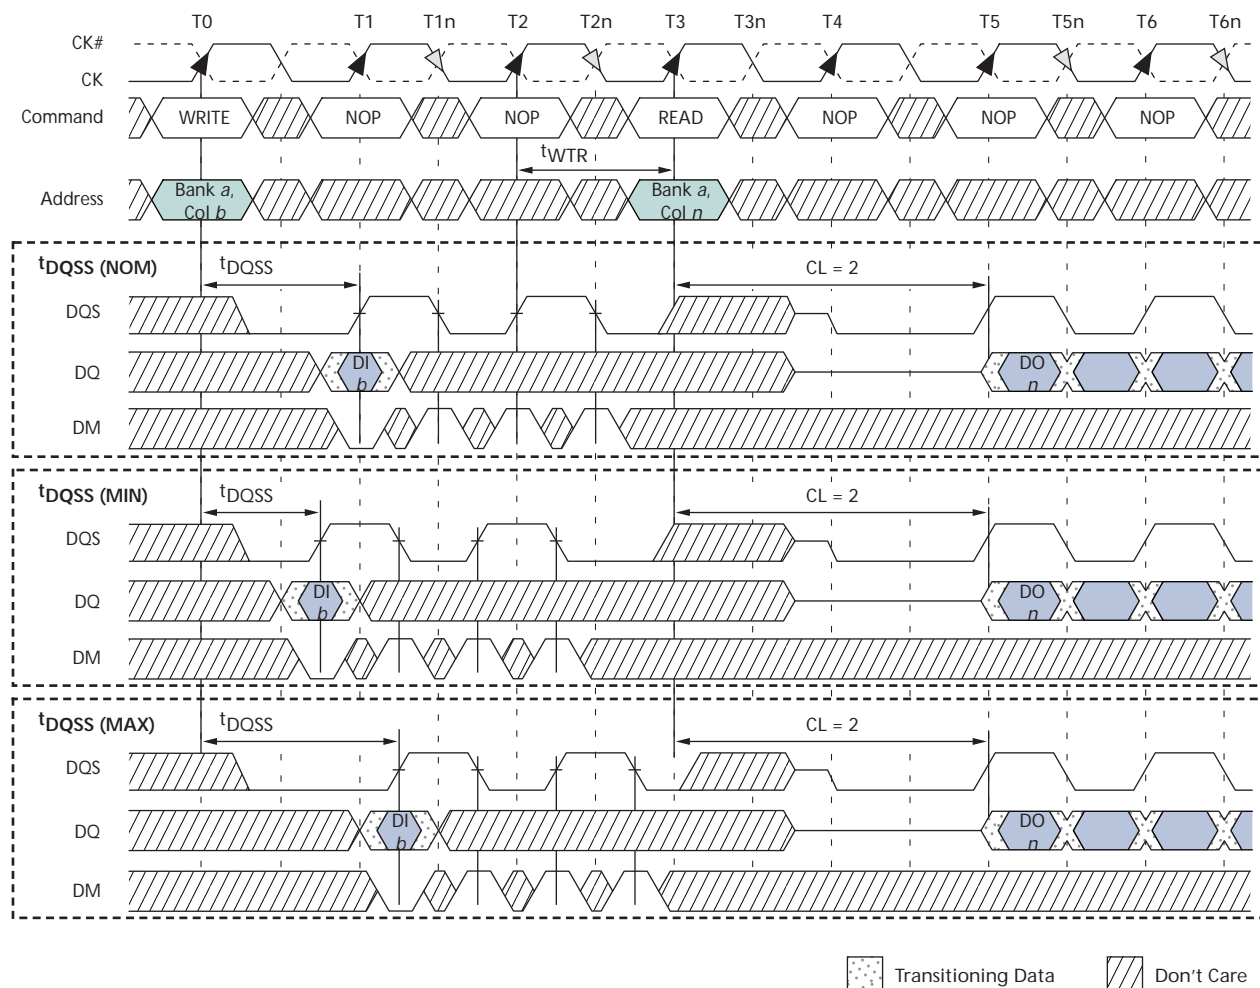 T0 T1 T1n T2 T2n T3 T3n T4 T5 T5n T6 T6n
CK#
CK
Command WRITE NOP NOP READ NOP NOP NOP
tWTR
Address Bank a, Col b Bank a, Col n
tDQSS (NOM) tDQSS CL = 2
DQS
DQ DI b DO n
DM
tDQSS (MIN) tDQSS CL = 2
DQS
DQ DI b DO n
DM
tDQSS (MAX) tDQSS CL = 2
DQS
DQ DI b DO n
DM
Transitioning Data Don't Care